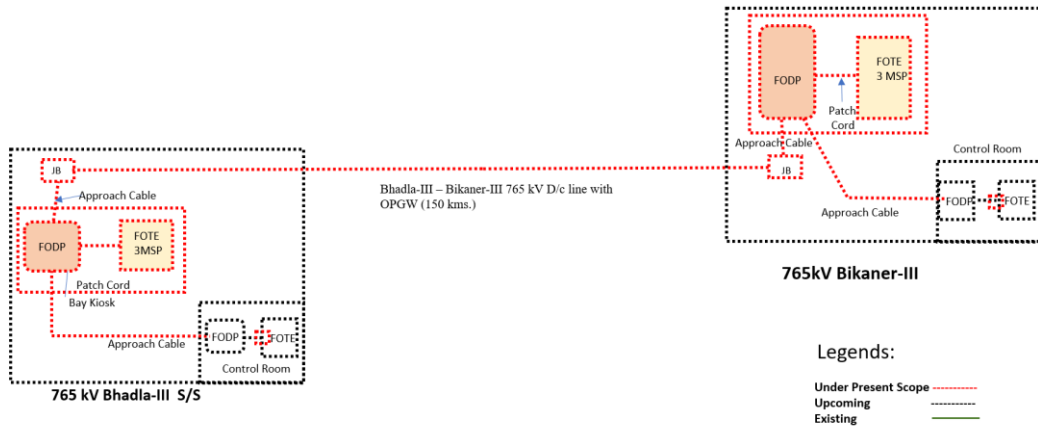 FODP
FOTE
3 MSP
Patch
Cord
Approach Cable
JB
Control Room
FODP
FOTE
Approach Cable
765kV Bikaner-III
Bhadla-III – Bikaner-III 765 kV D/c line with
OPGW (150 kms.)
JB
Approach Cable
FODP
FOTE
3MSP
Patch Cord
Bay Kiosk
Approach Cable
FODP
FOTE
Control Room
765 kV Bhadla-III S/S
Legends:
Under Present Scope
Upcoming
Existing